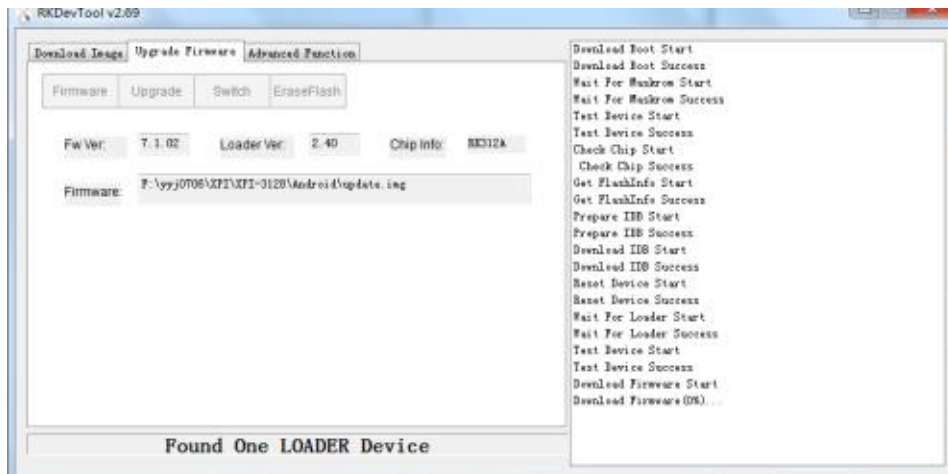 RKDevTool v2.69
Download Image Upgrade Firmware Advanced Function
Firmware Upgrade Switch EraseFlash
Fw Ver: 7.1.02 Loader Ver: 2.40 Chip Info: RK312A
Firmware: F:\yyj0706\XPI\XPI-3128\Android\update.img
Found One LOADER Device
Download Boot Start
Download Boot Success
Wait For Maskrom Start
Wait For Maskrom Success
Test Device Start
Test Device Success
Check Chip Start
Check Chip Success
Get FlashInfo Start
Get FlashInfo Success
Prepare IDB Start
Prepare IDB Success
Download IDB Start
Download IDB Success
Reset Device Start
Reset Device Success
Wait For Loader Start
Wait For Loader Success
Test Device Start
Test Device Success
Download Firmware Start
Download Firmware(0%)...